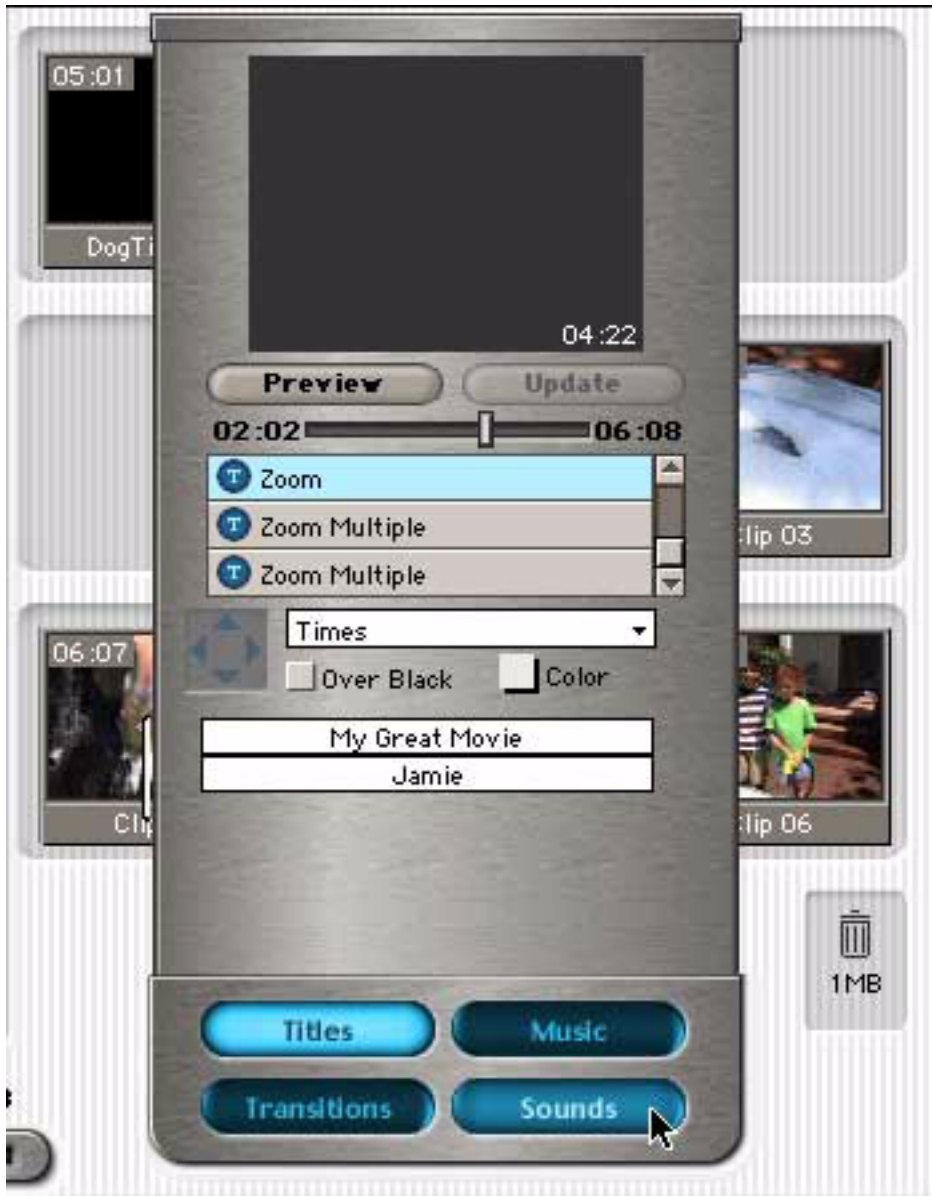 05:01
DogTi
04:22
Preview Update
02:02 06:08
T Zoom
T Zoom Multiple
T Zoom Multiple
lip 03
Times
06:07
Over Black Color
My Great Movie
Jamie
Cli
lip 06
1MB
Titles Music
Transitions Sounds